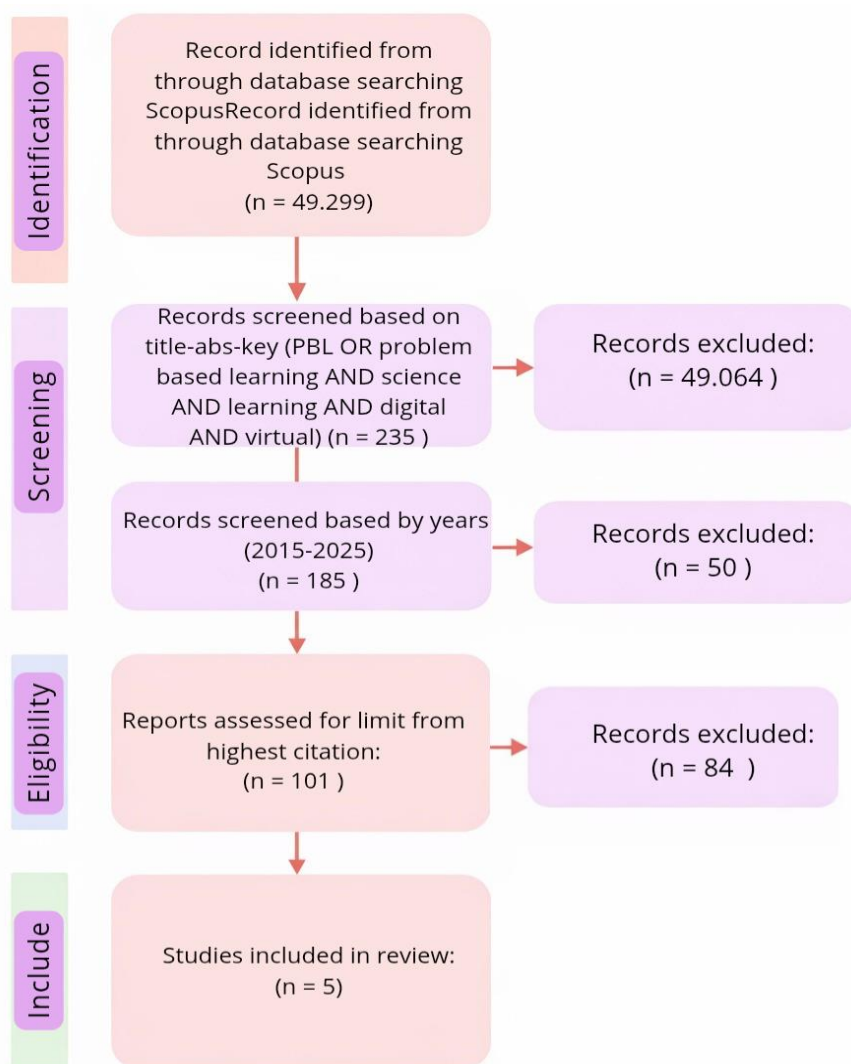 Identification
Record identified from
through database searching
ScopusRecord identified from
through database searching
Scopus
(n = 49.299)
Screening
Records screened based on
title-abs-key (PBL OR problem
based learning AND science
AND learning AND digital
AND virtual) (n = 235 )
Records excluded:
(n = 49.064 )
Records screened based by years
(2015-2025)
(n = 185 )
Records excluded:
(n = 50 )
Eligibility
Reports assessed for limit from
highest citation:
(n = 101 )
Records excluded:
(n = 84 )
Include
Studies included in review:
(n = 5)